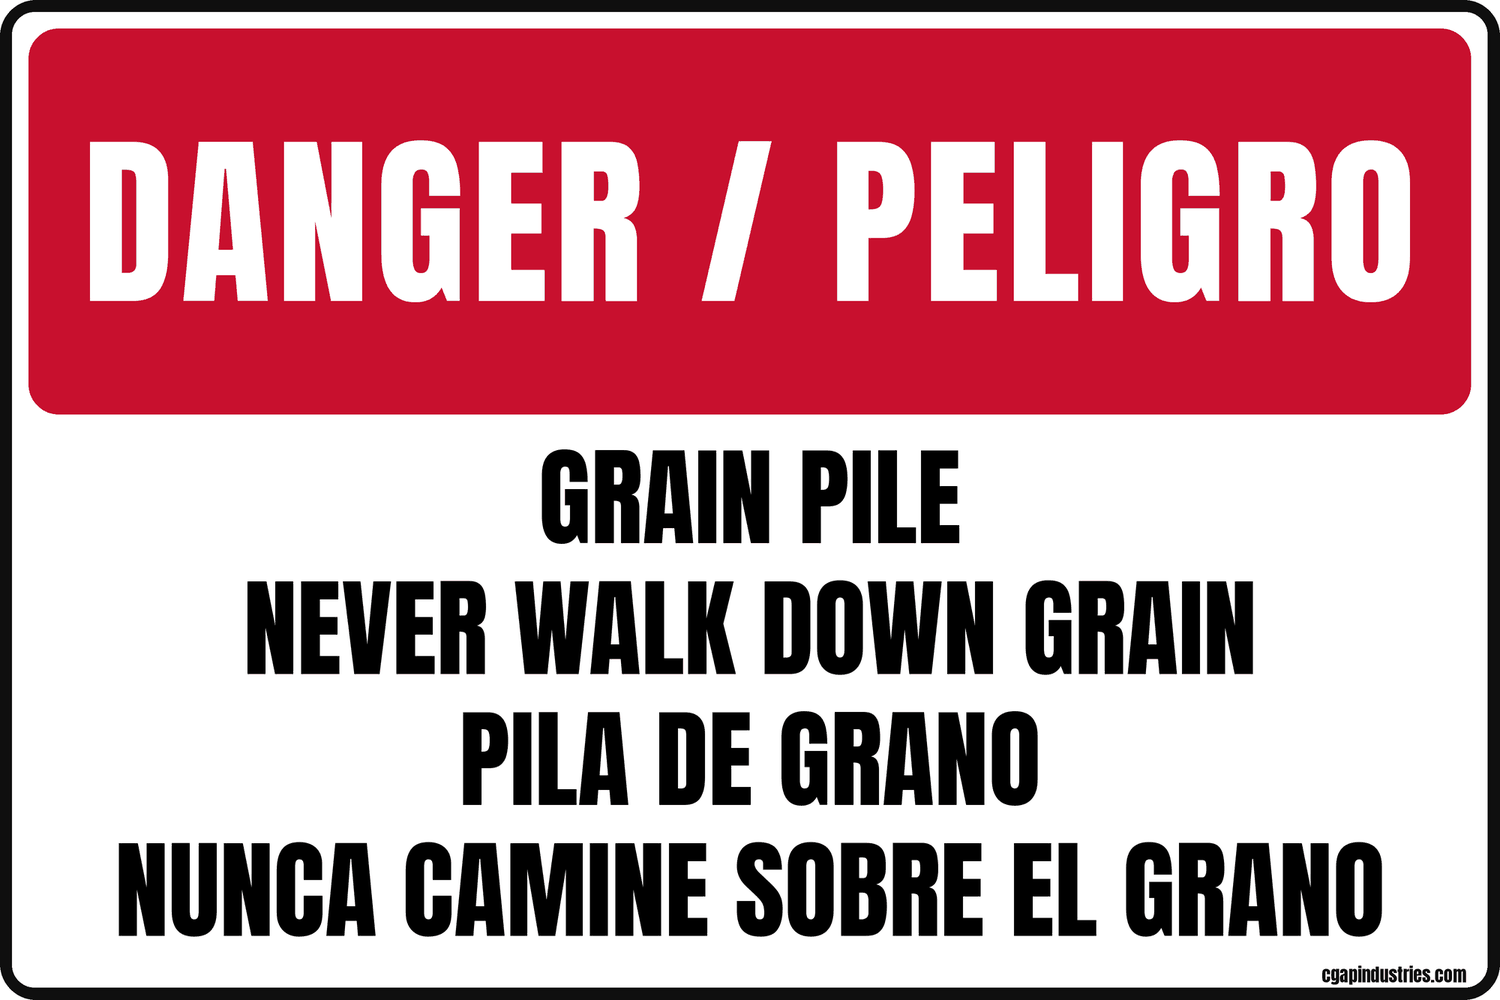 DANGER / PELIGRO
GRAIN PILE
NEVER WALK DOWN GRAIN
PILA DE GRANO
NUNCA CAMINE SOBRE EL GRANO
cgapindustries.com